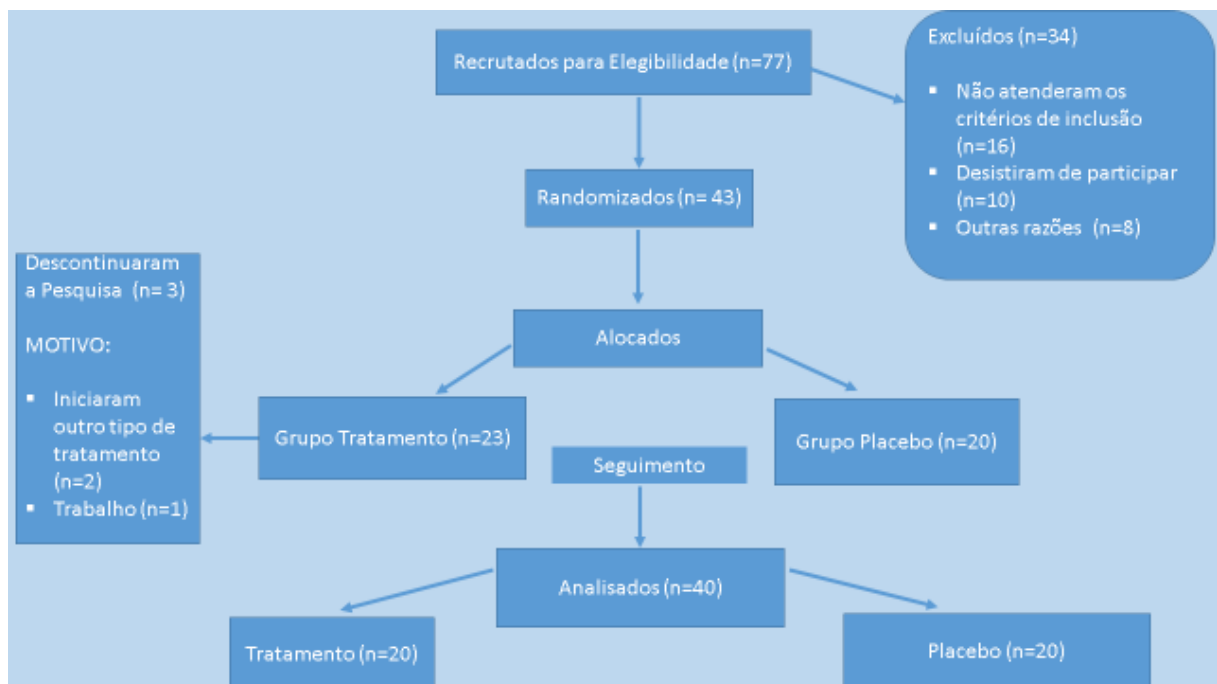 Recrutados para Elegibilidade (n=77)
Excluídos (n=34)
▪ Não atenderam os
critérios de inclusão
(n=16)
▪ Desistiram de participar
(n=10)
▪ Outras razões (n=8)
Randomizados (n= 43)
Descontinuaram
a Pesquisa (n= 3)
MOTIVO:
▪ Iniciaram
outro tipo de
tratamento
(n=2)
▪ Trabalho (n=1)
Alocados
Grupo Tratamento (n=23)
Grupo Placebo (n=20)
Seguimento
Analisados (n=40)
Tratamento (n=20)
Placebo (n=20)